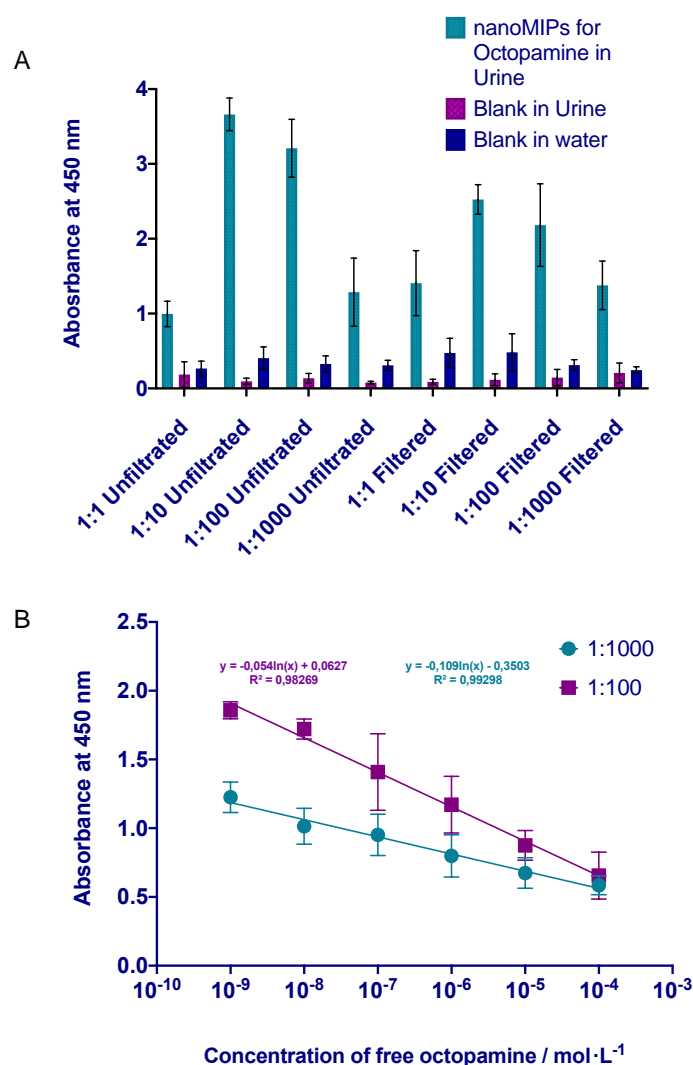 A
nanoMIPs for
Octopamine in
Urine
Blank in Urine
Blank in water
Abosrbance at 450 nm
4
3
2
1
0
1:1 Unfiltrated
1:10 Unfiltrated
1:100 Unfiltrated
1:1000 Unfiltrated
1:1 Filtered
1:10 Filtered
1:100 Filtered
1:1000 Filtered
B
Absorbance at 450 nm
2.5
2.0
1.5
1.0
0.5
0.0
y = -0,054ln(x) + 0,0627
R² = 0,98269
y = -0,109ln(x) - 0,3503
R² = 0,99298
1:1000
1:100
10⁻¹⁰ 10⁻⁹ 10⁻⁸ 10⁻⁷ 10⁻⁶ 10⁻⁵ 10⁻⁴ 10⁻³
Concentration of free octopamine / mol·L⁻¹